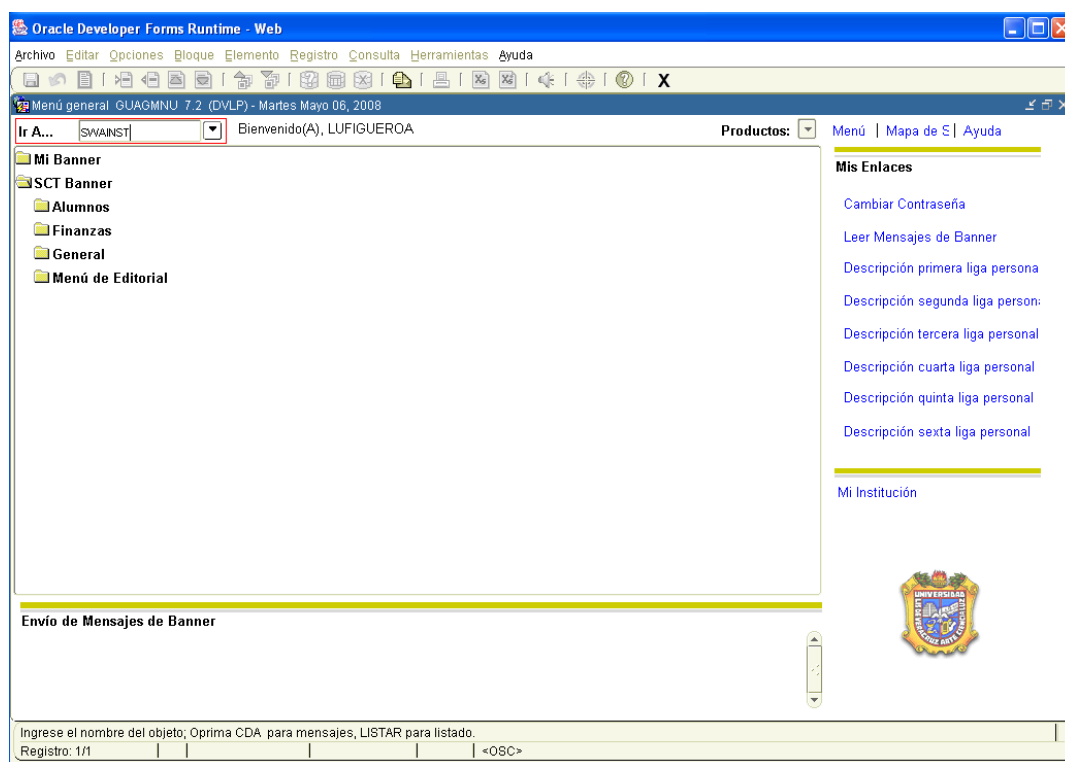 Oracle Developer Forms Runtime - Web
Archivo Editar Opciones Bloque Elemento Registro Consulta Herramientas Ayuda
Menú general GUAGMNU 7.2 (DVLP) - Martes Mayo 06, 2008
Ir A... SWAINST Bienvenido(A), LUFIGUEROA Productos: Menú | Mapa de S | Ayuda
Mi Banner
SCT Banner
Alumnos
Finanzas
General
Menú de Editorial
Mis Enlaces
Cambiar Contraseña
Leer Mensajes de Banner
Descripción primera liga persona
Descripción segunda liga person
Descripción tercera liga personal
Descripción cuarta liga personal
Descripción quinta liga personal
Descripción sexta liga personal
Mi Institución
UNIVERSIDAD
Envío de Mensajes de Banner
Ingrese el nombre del objeto; Oprima CDA para mensajes, LISTAR para listado.
Registro: 1/1 <OSC>